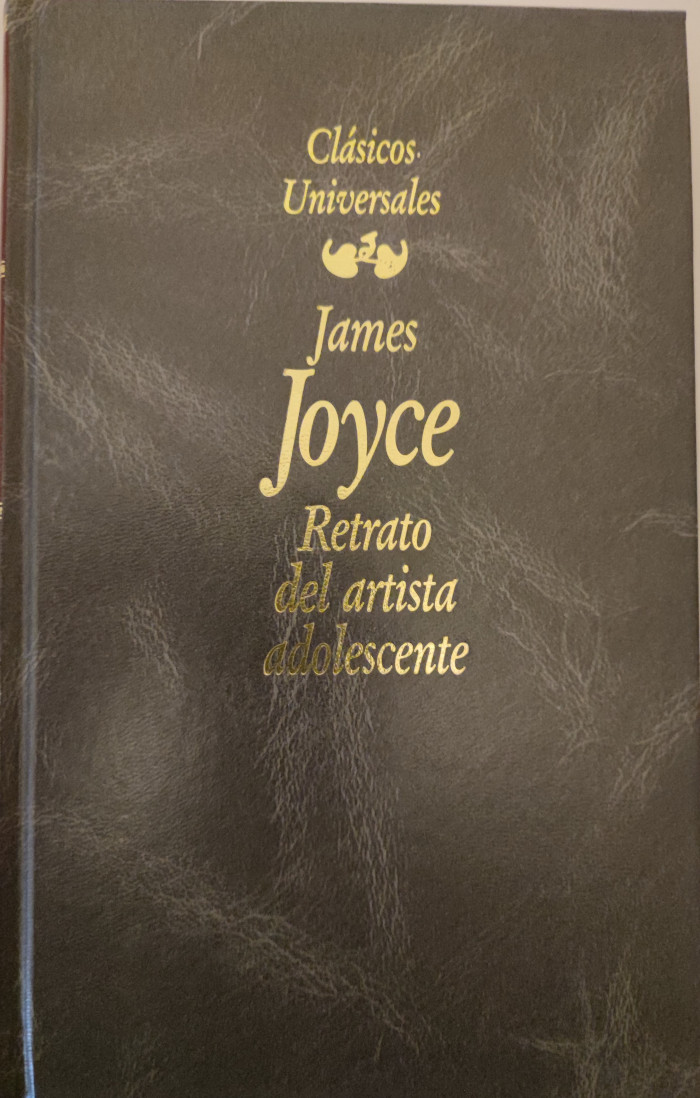 Clásicos
Universales
James
Joyce
Retrato
del artista
adolescente